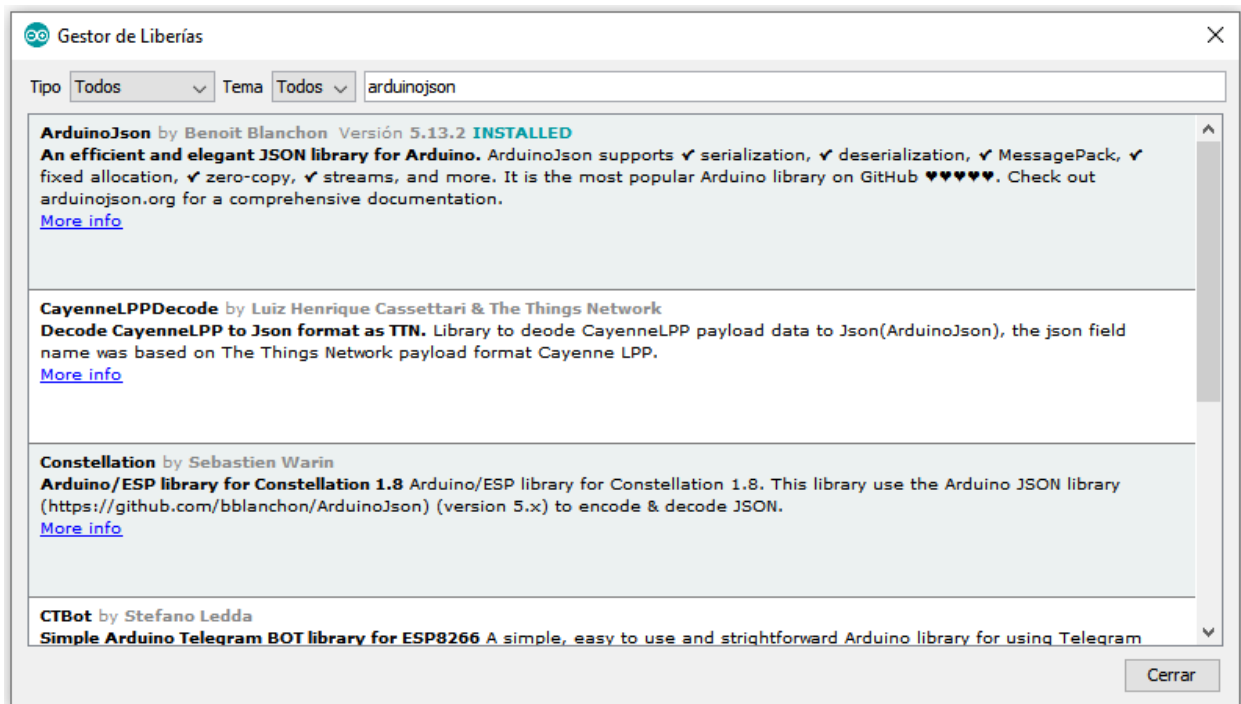 Gestor de Liberías
Tipo Todos Tema Todos arduinojson
ArduinoJson by Benoit Blanchon Versión 5.13.2 INSTALLED
An efficient and elegant JSON library for Arduino. ArduinoJson supports ✔ serialization, ✔ deserialization, ✔ MessagePack, ✔
fixed allocation, ✔ zero-copy, ✔ streams, and more. It is the most popular Arduino library on GitHub ♥♥♥♥♥. Check out
arduinojson.org for a comprehensive documentation.
More info
CayenneLPPDecode by Luiz Henrique Cassettari & The Things Network
Decode CayenneLPP to Json format as TTN. Library to deode CayenneLPP payload data to Json(ArduinoJson), the json field
name was based on The Things Network payload format Cayenne LPP.
More info
Constellation by Sebastien Warin
Arduino/ESP library for Constellation 1.8 Arduino/ESP library for Constellation 1.8. This library use the Arduino JSON library
(https://github.com/bblanchon/ArduinoJson) (version 5.x) to encode & decode JSON.
More info
CTBot by Stefano Ledda
Simple Arduino Telegram BOT library for ESP8266 A simple, easy to use and strightforward Arduino library for using Telegram
Cerrar